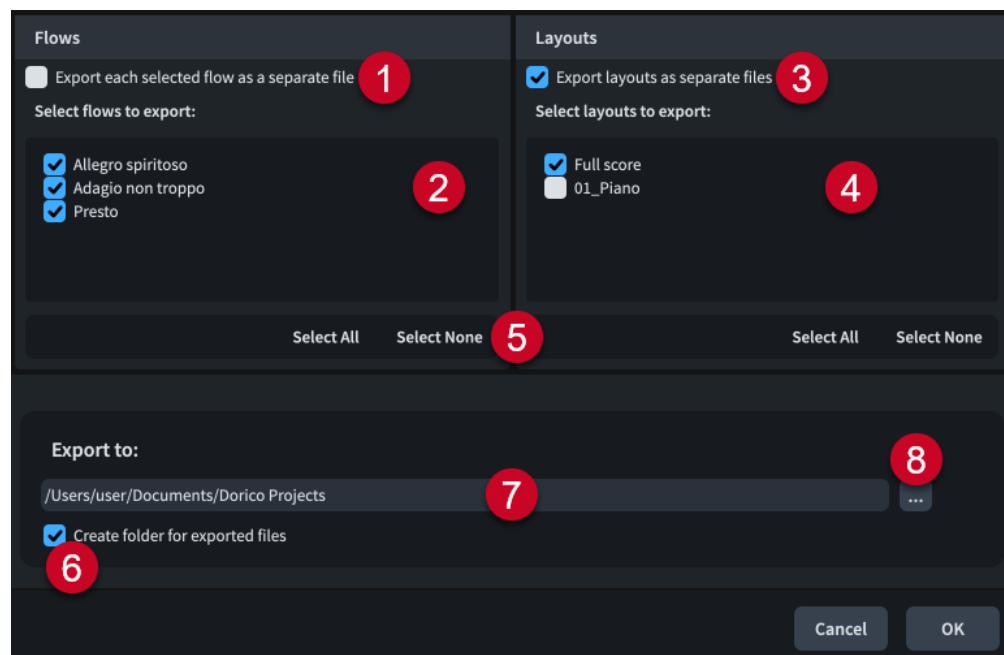 Flows
Export each selected flow as a separate file 1
Select flows to export:
Allegro spiritoso
Adagio non troppo 2
Presto
Select All Select None 5
Layouts
Export layouts as separate files 3
Select layouts to export:
Full score
01_Piano 4
Select All Select None
Export to:
8
/Users/user/Documents/Dorico Projects 7 ...
Create folder for exported files
6
Cancel OK